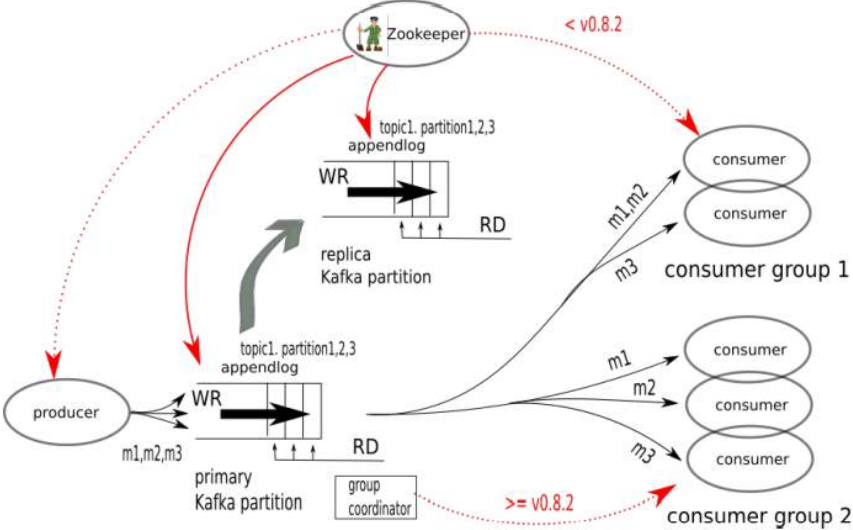 Zookeeper
< v0.8.2
topic1. partition1,2,3
appendlog
WR
RD
replica
Kafka partition
consumer
consumer
m1,m2
m3
consumer group 1
topic1. partition1,2,3
appendlog
WR
RD
primary
Kafka partition
producer
m1,m2,m3
group
coordinator
>= v0.8.2
m1
m2
m3
consumer
consumer
consumer
consumer group 2